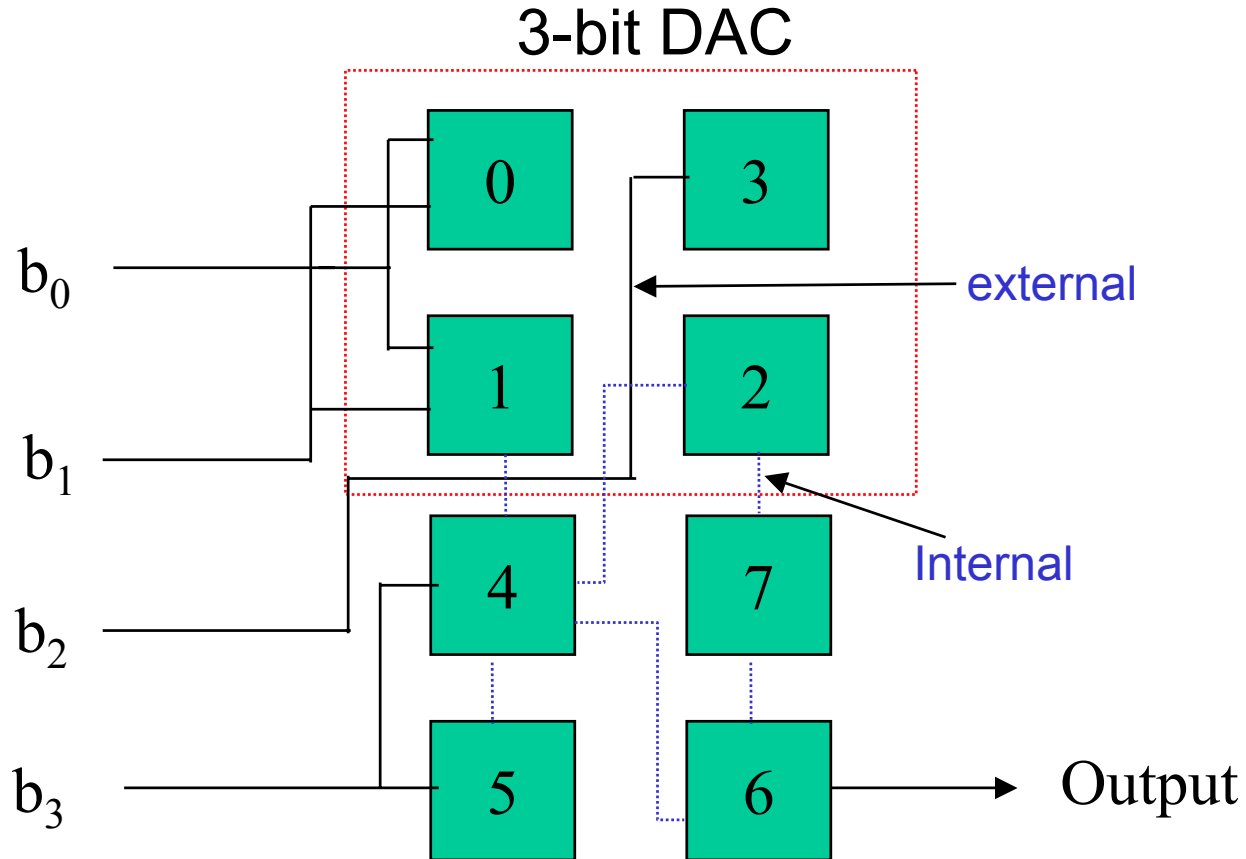 3-bit DAC
0 3
b₀
external
1 2
b₁
Internal
4 7
b₂
b₃
5 6
Output